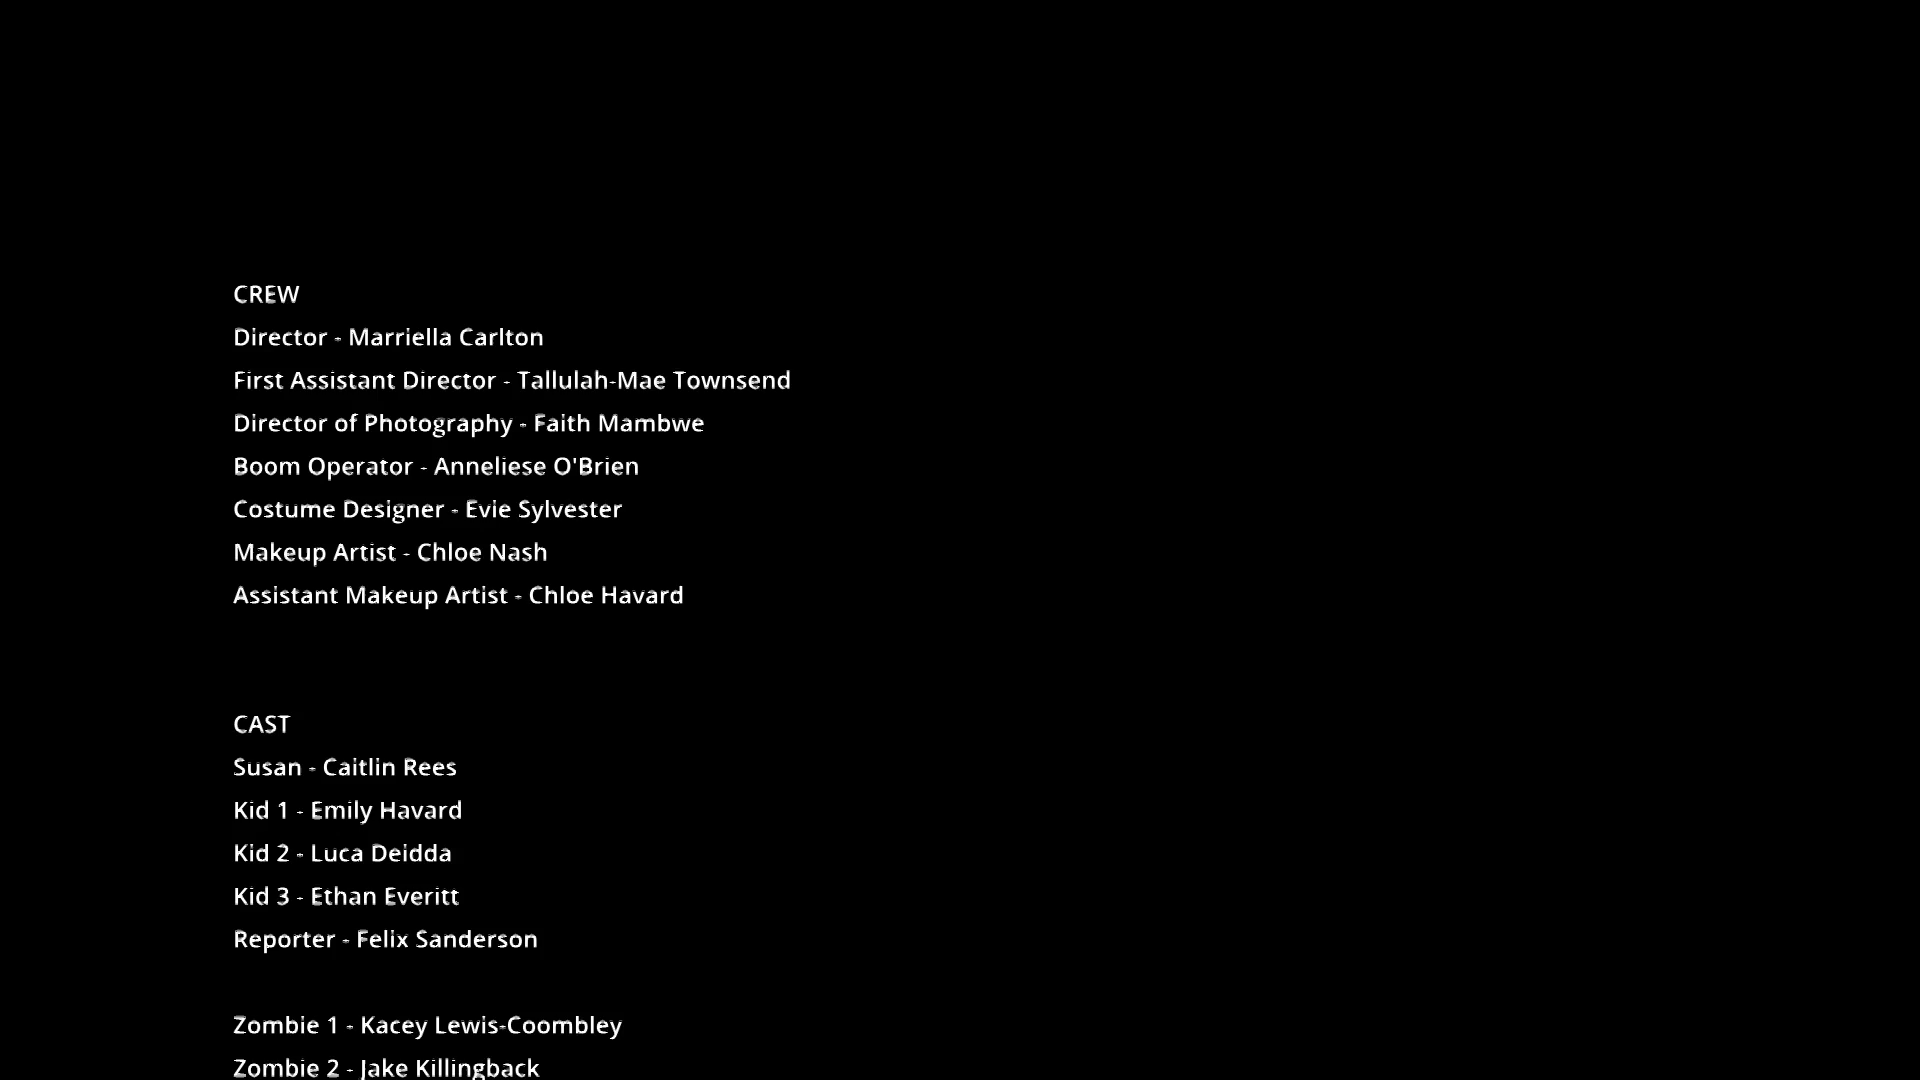 CREW
Director - Marriella Carlton
First Assistant Director - Tallulah-Mae Townsend
Director of Photography - Faith Mambwe
Boom Operator - Anneliese O'Brien
Costume Designer - Evie Sylvester
Makeup Artist - Chloe Nash
Assistant Makeup Artist - Chloe Havard
CAST
Susan - Caitlin Rees
Kid 1 - Emily Havard
Kid 2 - Luca Deidda
Kid 3 - Ethan Everitt
Reporter - Felix Sanderson
Zombie 1 - Kacey Lewis-Coombley
Zombie 2 - Jake Killingback